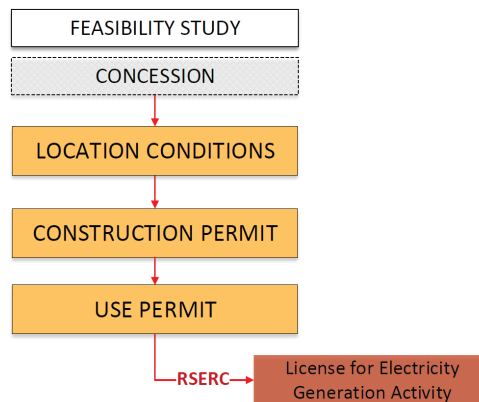 FEASIBILITY STUDY
CONCESSION
LOCATION CONDITIONS
CONSTRUCTION PERMIT
USE PERMIT
RSERC
License for Electricity
Generation Activity